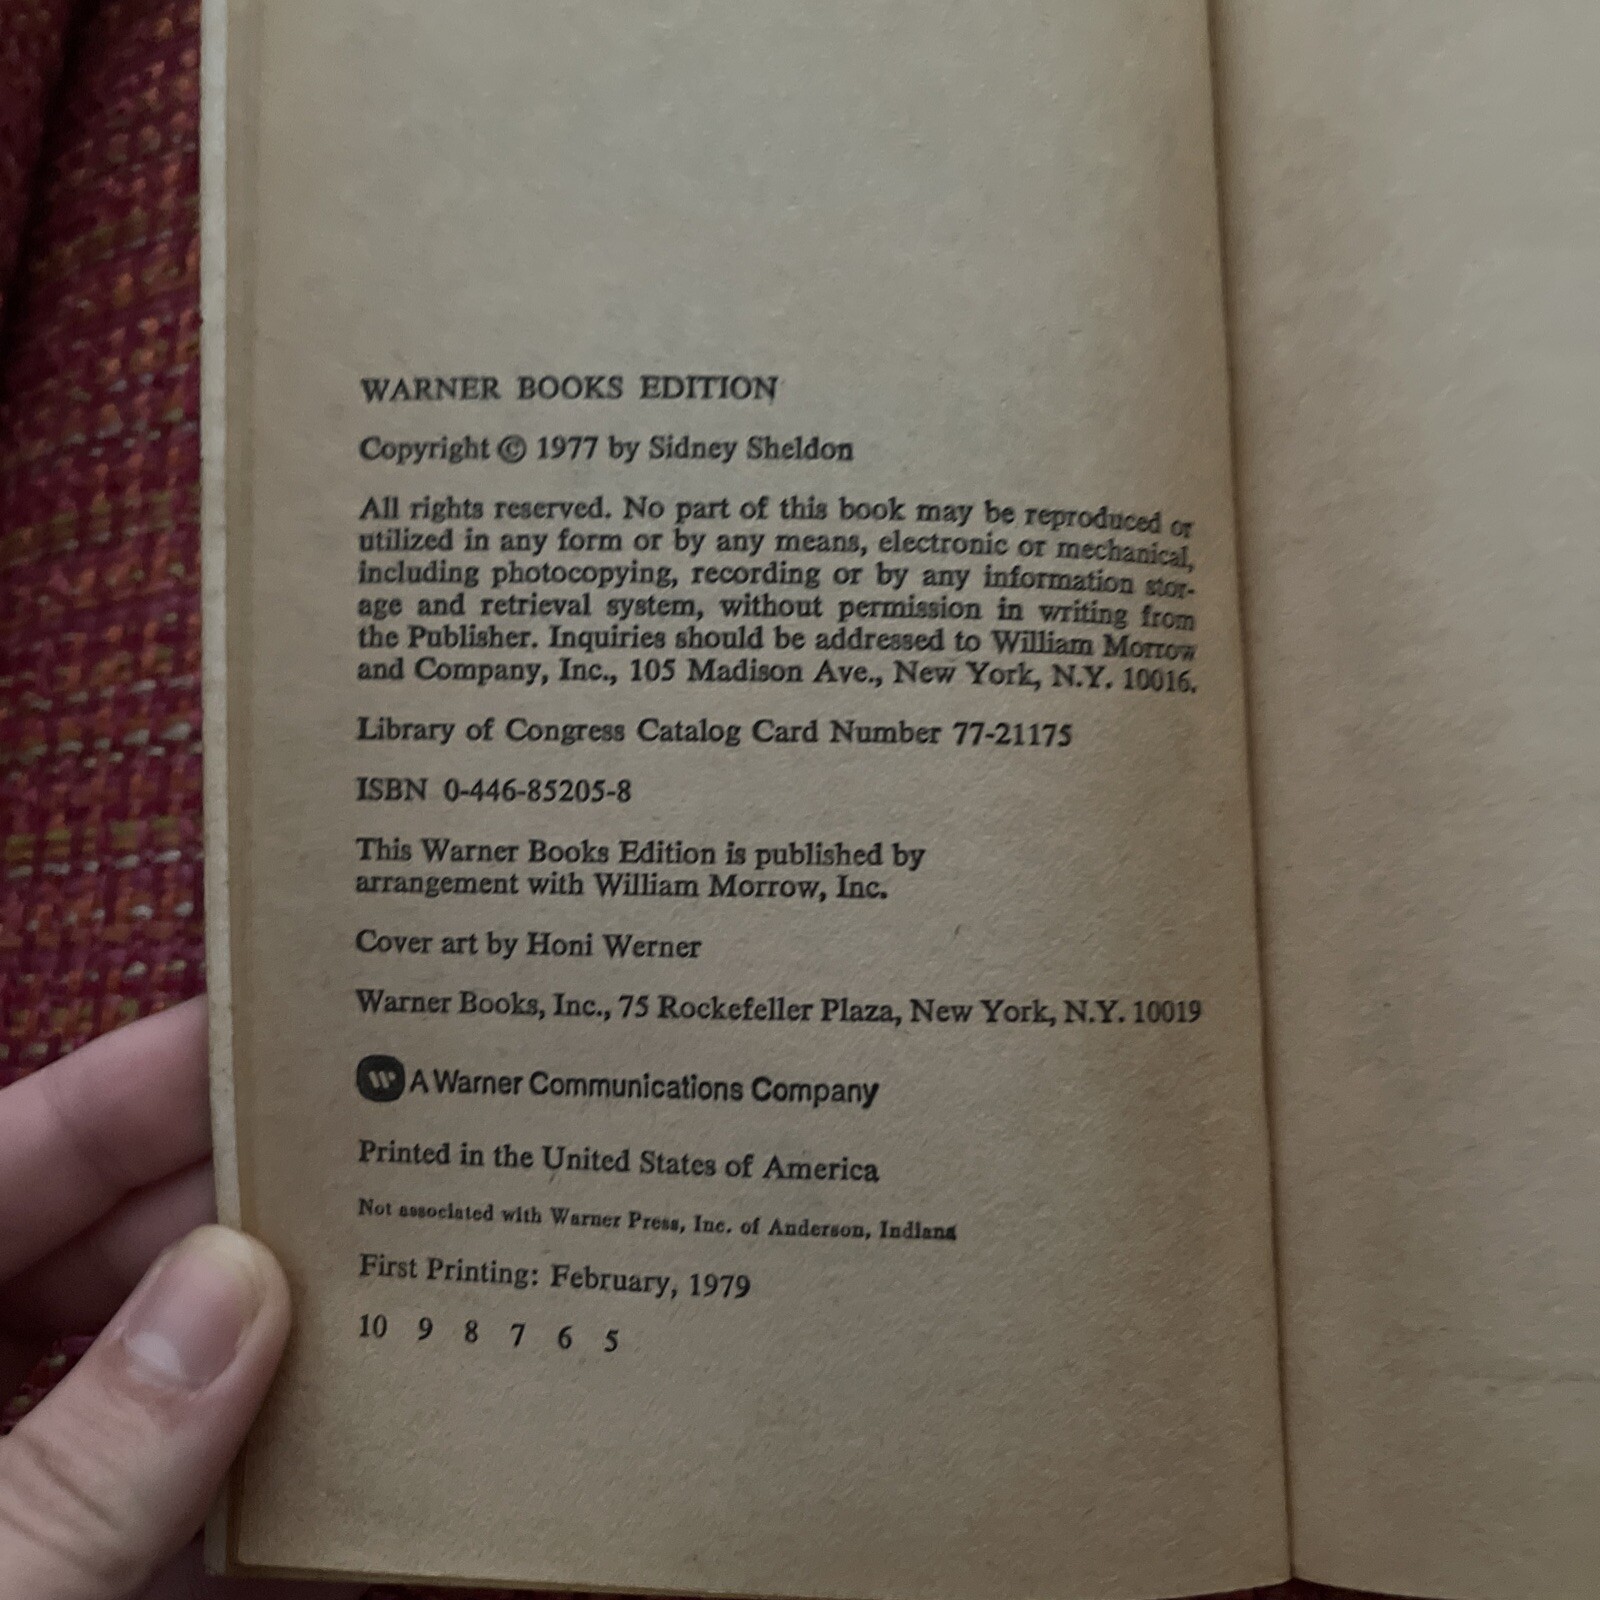 WARNER BOOKS EDITION
Copyright © 1977 by Sidney Sheldon
All rights reserved. No part of this book may be reproduced or
utilized in any form or by any means, electronic or mechanical,
including photocopying, recording or by any information stor-
age and retrieval system, without permission in writing from
the Publisher. Inquiries should be addressed to William Morrow
and Company, Inc., 105 Madison Ave., New York, N.Y. 10016.
Library of Congress Catalog Card Number 77-21175
ISBN 0-446-85205-8
This Warner Books Edition is published by
arrangement with William Morrow, Inc.
Cover art by Honi Werner
Warner Books, Inc., 75 Rockefeller Plaza, New York, N.Y. 10019
A Warner Communications Company
Printed in the United States of America
Not associated with Warner Press, Inc. of Anderson, Indiana
First Printing: February, 1979
10 9 8 7 6 5